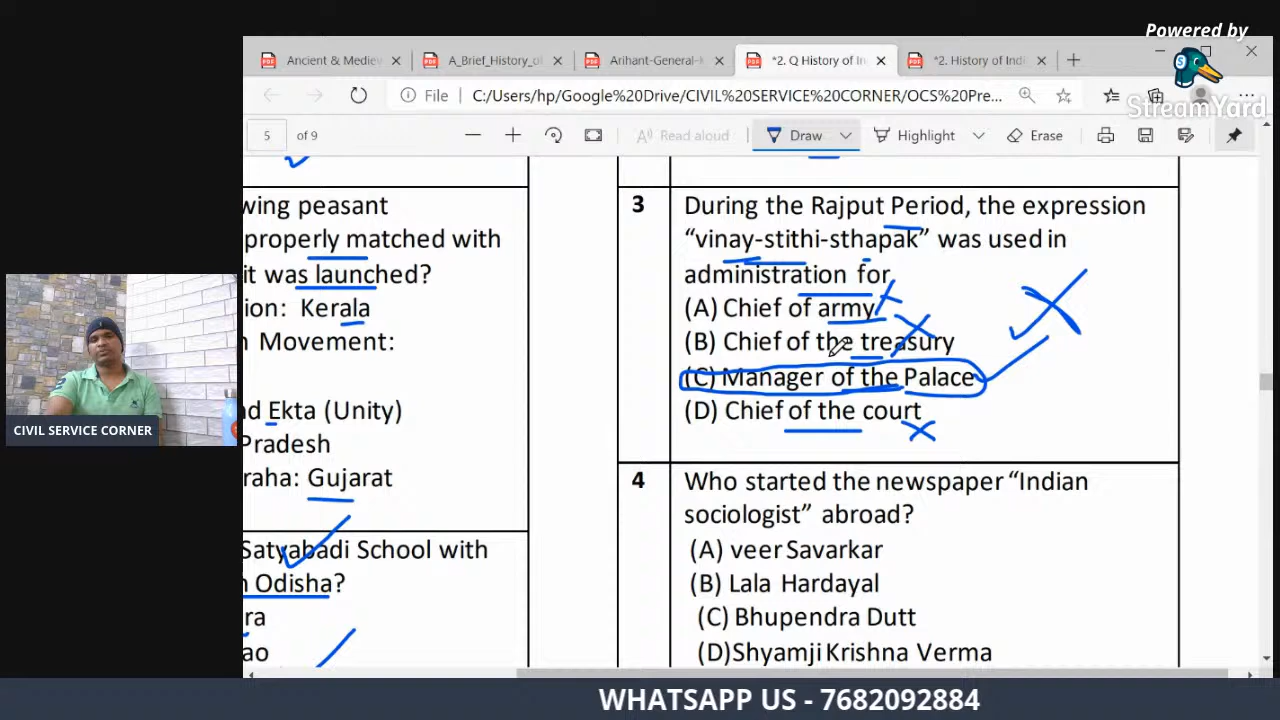 Powered by
StreamYard
Ancient & Mediev
A_Brief_History_o
Arihant-General-K
*2. Q History of In
*2. History of Indi
File
C:/Users/hp/Google%20Drive/CIVIL%20SERVICE%20CORNER/OCS%20Pre...
5 of 9
Read aloud
Draw
Highlight
Erase
wing peasant
properly matched with
it was launched?
ion: Kerala
n Movement:
nd Ekta (Unity)
Pradesh
raha: Gujarat
Satyabadi School with
n Odisha?
ra
ao
3
During the Rajput Period, the expression
“vinay-stithi-sthapak” was used in
administration for
(A) Chief of army
(B) Chief of the treasury
(C) Manager of the Palace
(D) Chief of the court
4
Who started the newspaper “Indian
sociologist” abroad?
(A) veer Savarkar
(B) Lala Hardayal
(C) Bhupendra Dutt
(D)Shyamji Krishna Verma
CIVIL SERVICE CORNER
WHATSAPP US - 7682092884